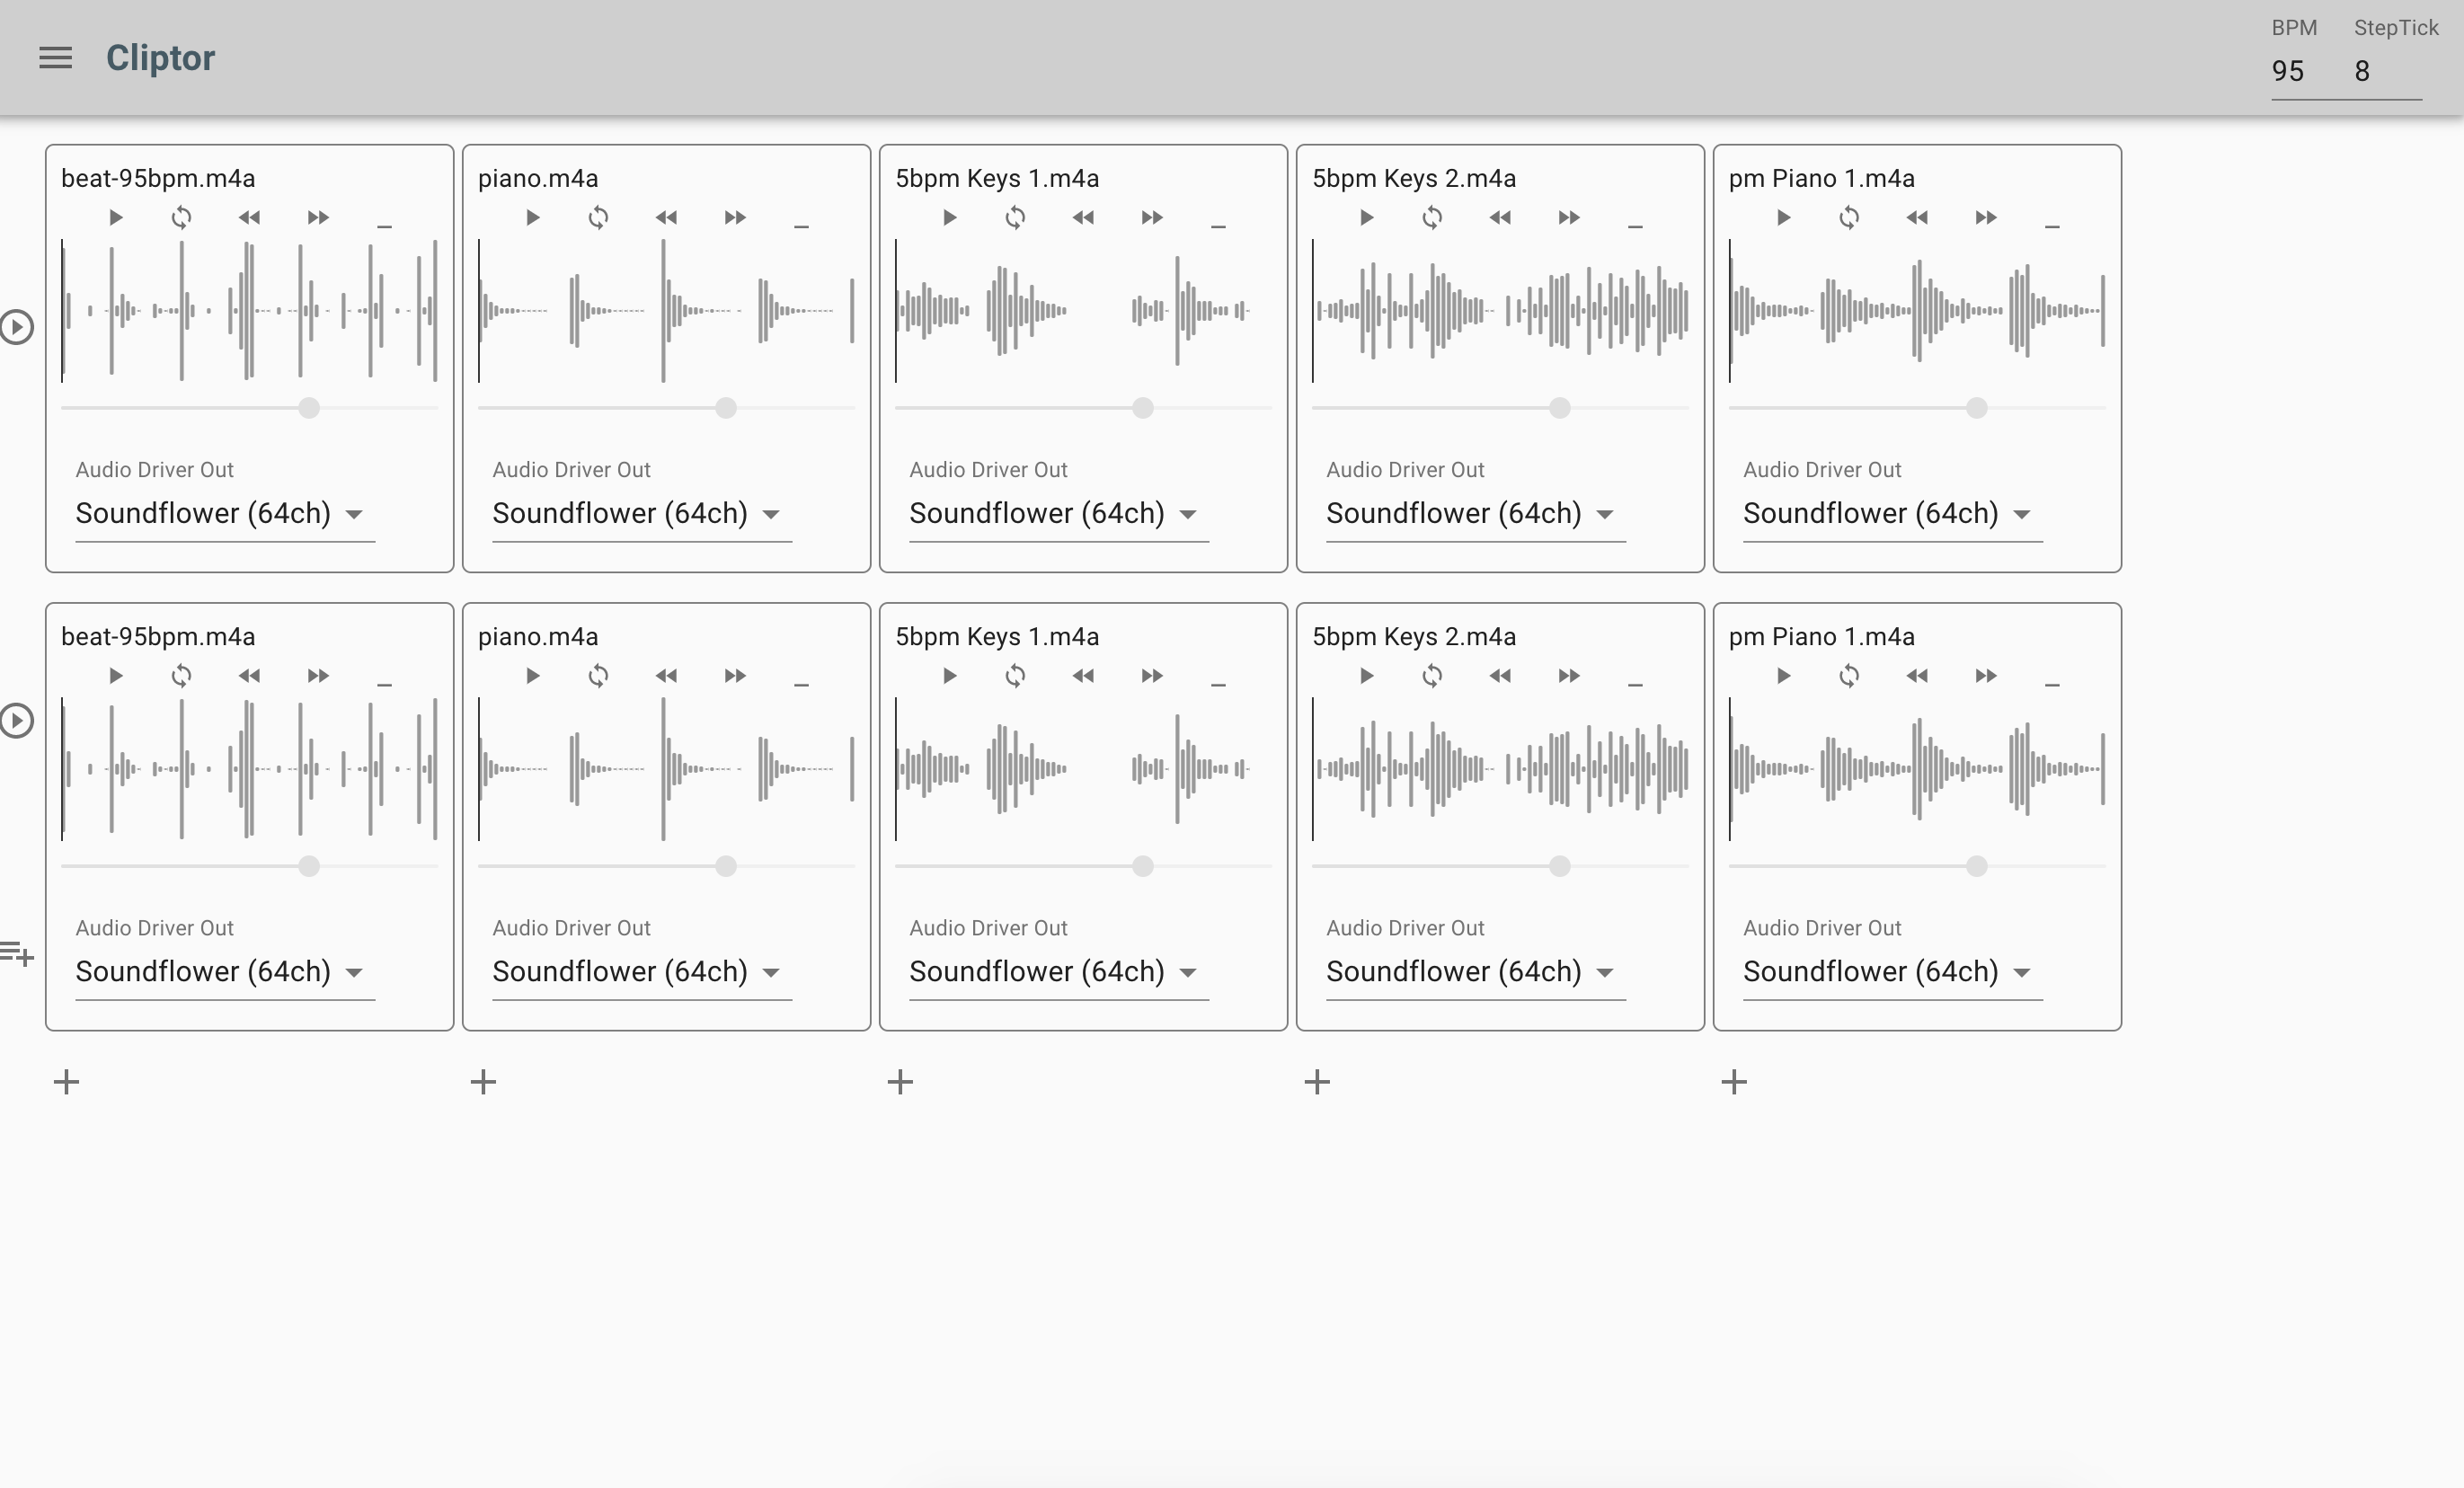 Cliptor
BPM StepTick
95 8
beat-95bpm.m4a
piano.m4a
5bpm Keys 1.m4a
5bpm Keys 2.m4a
pm Piano 1.m4a
Audio Driver Out
Audio Driver Out
Audio Driver Out
Audio Driver Out
Audio Driver Out
Soundflower (64ch)
Soundflower (64ch)
Soundflower (64ch)
Soundflower (64ch)
Soundflower (64ch)
beat-95bpm.m4a
piano.m4a
5bpm Keys 1.m4a
5bpm Keys 2.m4a
pm Piano 1.m4a
Audio Driver Out
Audio Driver Out
Audio Driver Out
Audio Driver Out
Audio Driver Out
Soundflower (64ch)
Soundflower (64ch)
Soundflower (64ch)
Soundflower (64ch)
Soundflower (64ch)